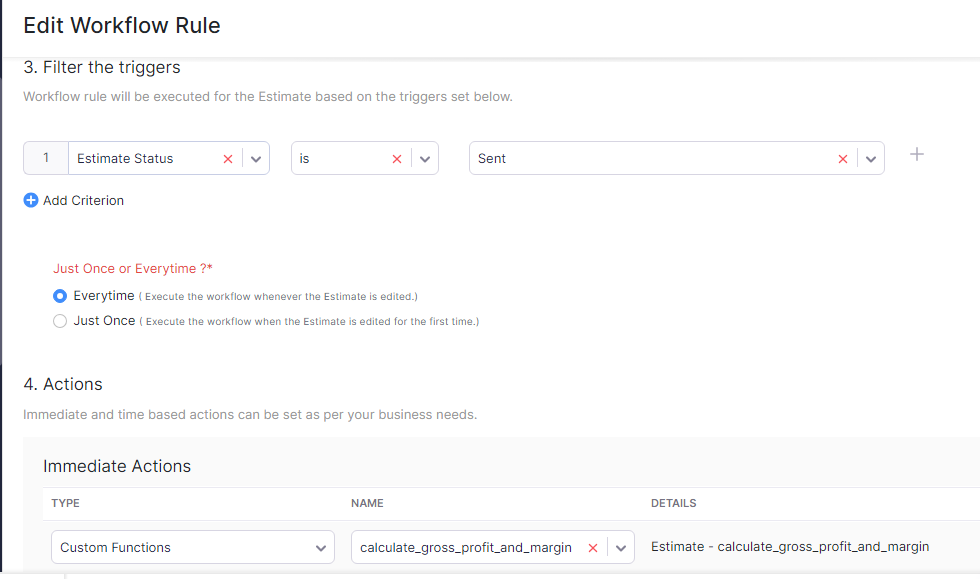 Edit Workflow Rule
3. Filter the triggers
Workflow rule will be executed for the Estimate based on the triggers set below.
1 Estimate Status is Sent
Add Criterion
Just Once or Everytime ?*
Everytime ( Execute the workflow whenever the Estimate is edited.)
Just Once ( Execute the workflow when the Estimate is edited for the first time.)
4. Actions
Immediate and time based actions can be set as per your business needs.
Immediate Actions
TYPE NAME DETAILS
Custom Functions calculate_gross_profit_and_margin Estimate - calculate_gross_profit_and_margin